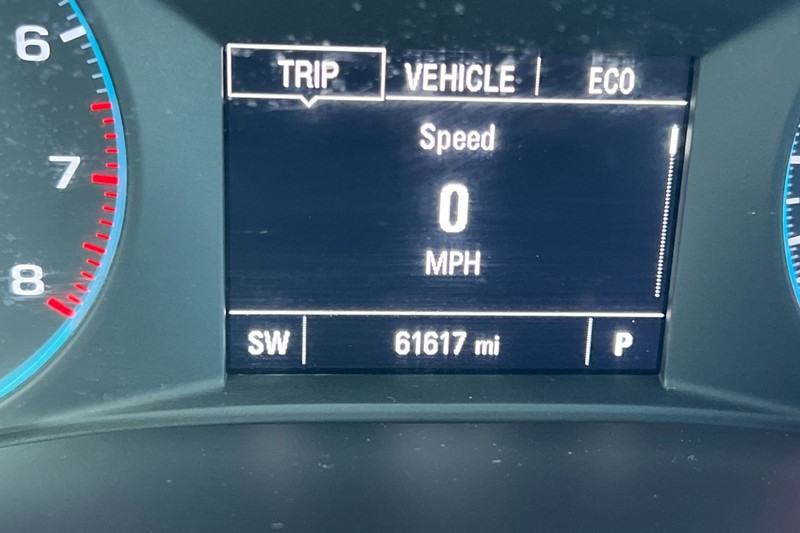 6
7
8
TRIP VEHICLE ECO
Speed
0
MPH
SW 61617 mi P